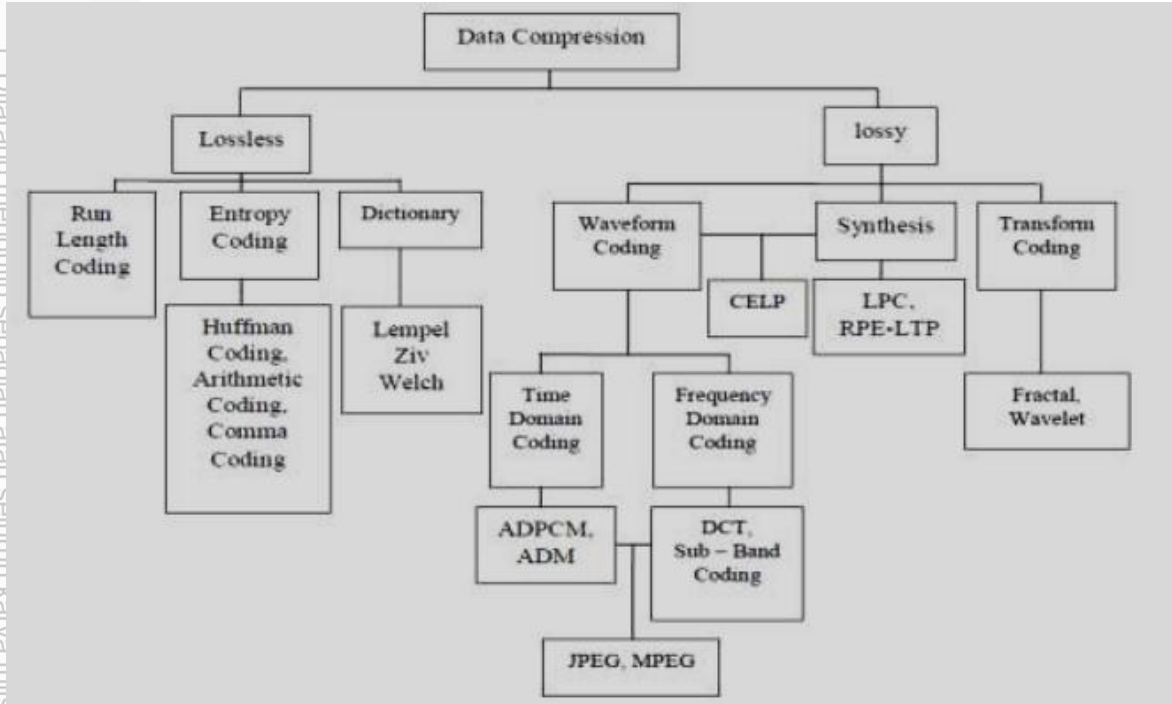 Data Compression
Lossless
lossy
Run
Length
Coding
Entropy
Coding
Dictionary
Waveform
Coding
Synthesis
Transform
Coding
CELP
LPC,
RPE-LTP
Huffman
Coding,
Arithmetic
Coding,
Comma
Coding
Lempel
Ziv
Welch
Time
Domain
Coding
Frequency
Domain
Coding
Fractal,
Wavelet
ADPCM,
ADM
DCT,
Sub – Band
Coding
JPEG, MPEG